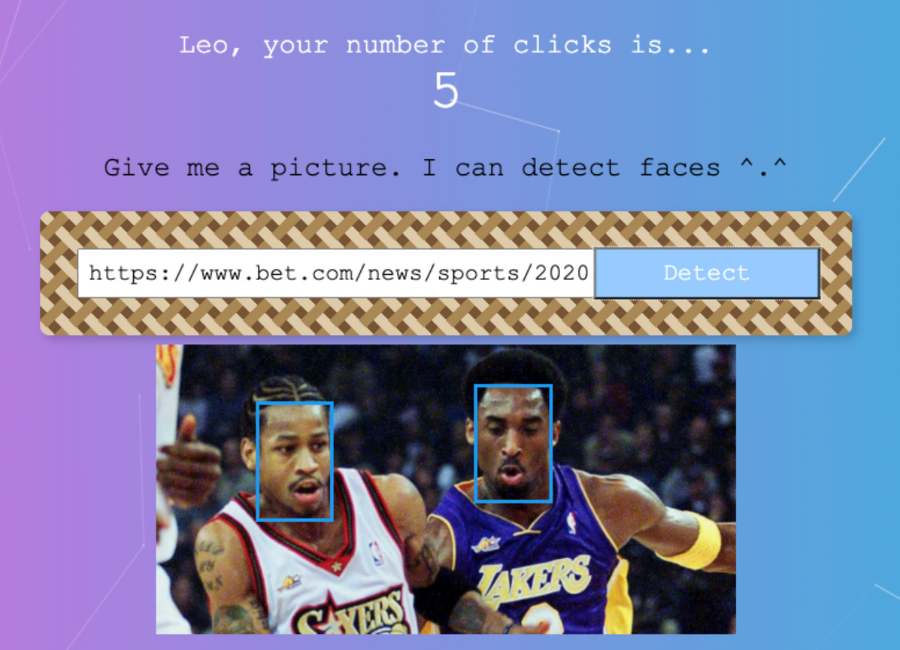 Leo, your number of clicks is...
5
Give me a picture. I can detect faces ^.^
https://www.bet.com/news/sports/2020
Detect
SIXERS
LAKERS